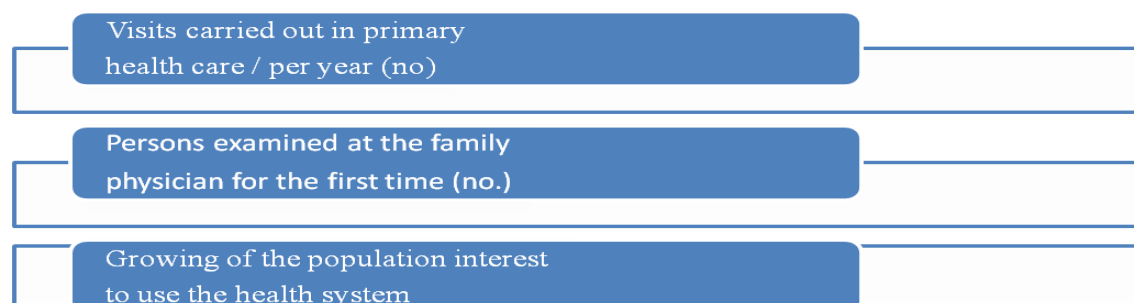 Visits carried out in primary
health care / per year (no)
Persons examined at the family
physician for the first time (no.)
Growing of the population interest
to use the health system